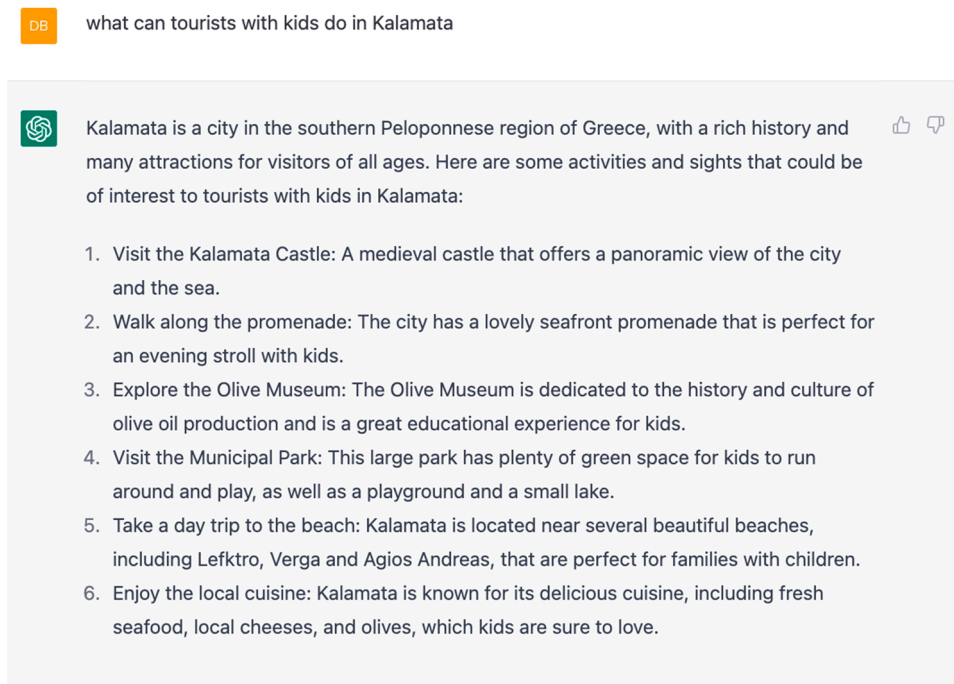 DB
what can tourists with kids do in Kalamata
Kalamata is a city in the southern Peloponnese region of Greece, with a rich history and
many attractions for visitors of all ages. Here are some activities and sights that could be
of interest to tourists with kids in Kalamata:
1. Visit the Kalamata Castle: A medieval castle that offers a panoramic view of the city
and the sea.
2. Walk along the promenade: The city has a lovely seafront promenade that is perfect for
an evening stroll with kids.
3. Explore the Olive Museum: The Olive Museum is dedicated to the history and culture of
olive oil production and is a great educational experience for kids.
4. Visit the Municipal Park: This large park has plenty of green space for kids to run
around and play, as well as a playground and a small lake.
5. Take a day trip to the beach: Kalamata is located near several beautiful beaches,
including Lefktro, Verga and Agios Andreas, that are perfect for families with children.
6. Enjoy the local cuisine: Kalamata is known for its delicious cuisine, including fresh
seafood, local cheeses, and olives, which kids are sure to love.